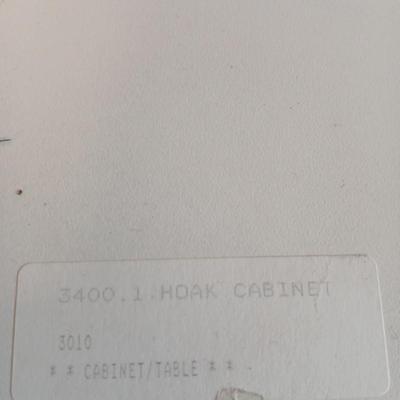 3400.1 HOAK CABINET
3010
* * CABINET/TABLE * *